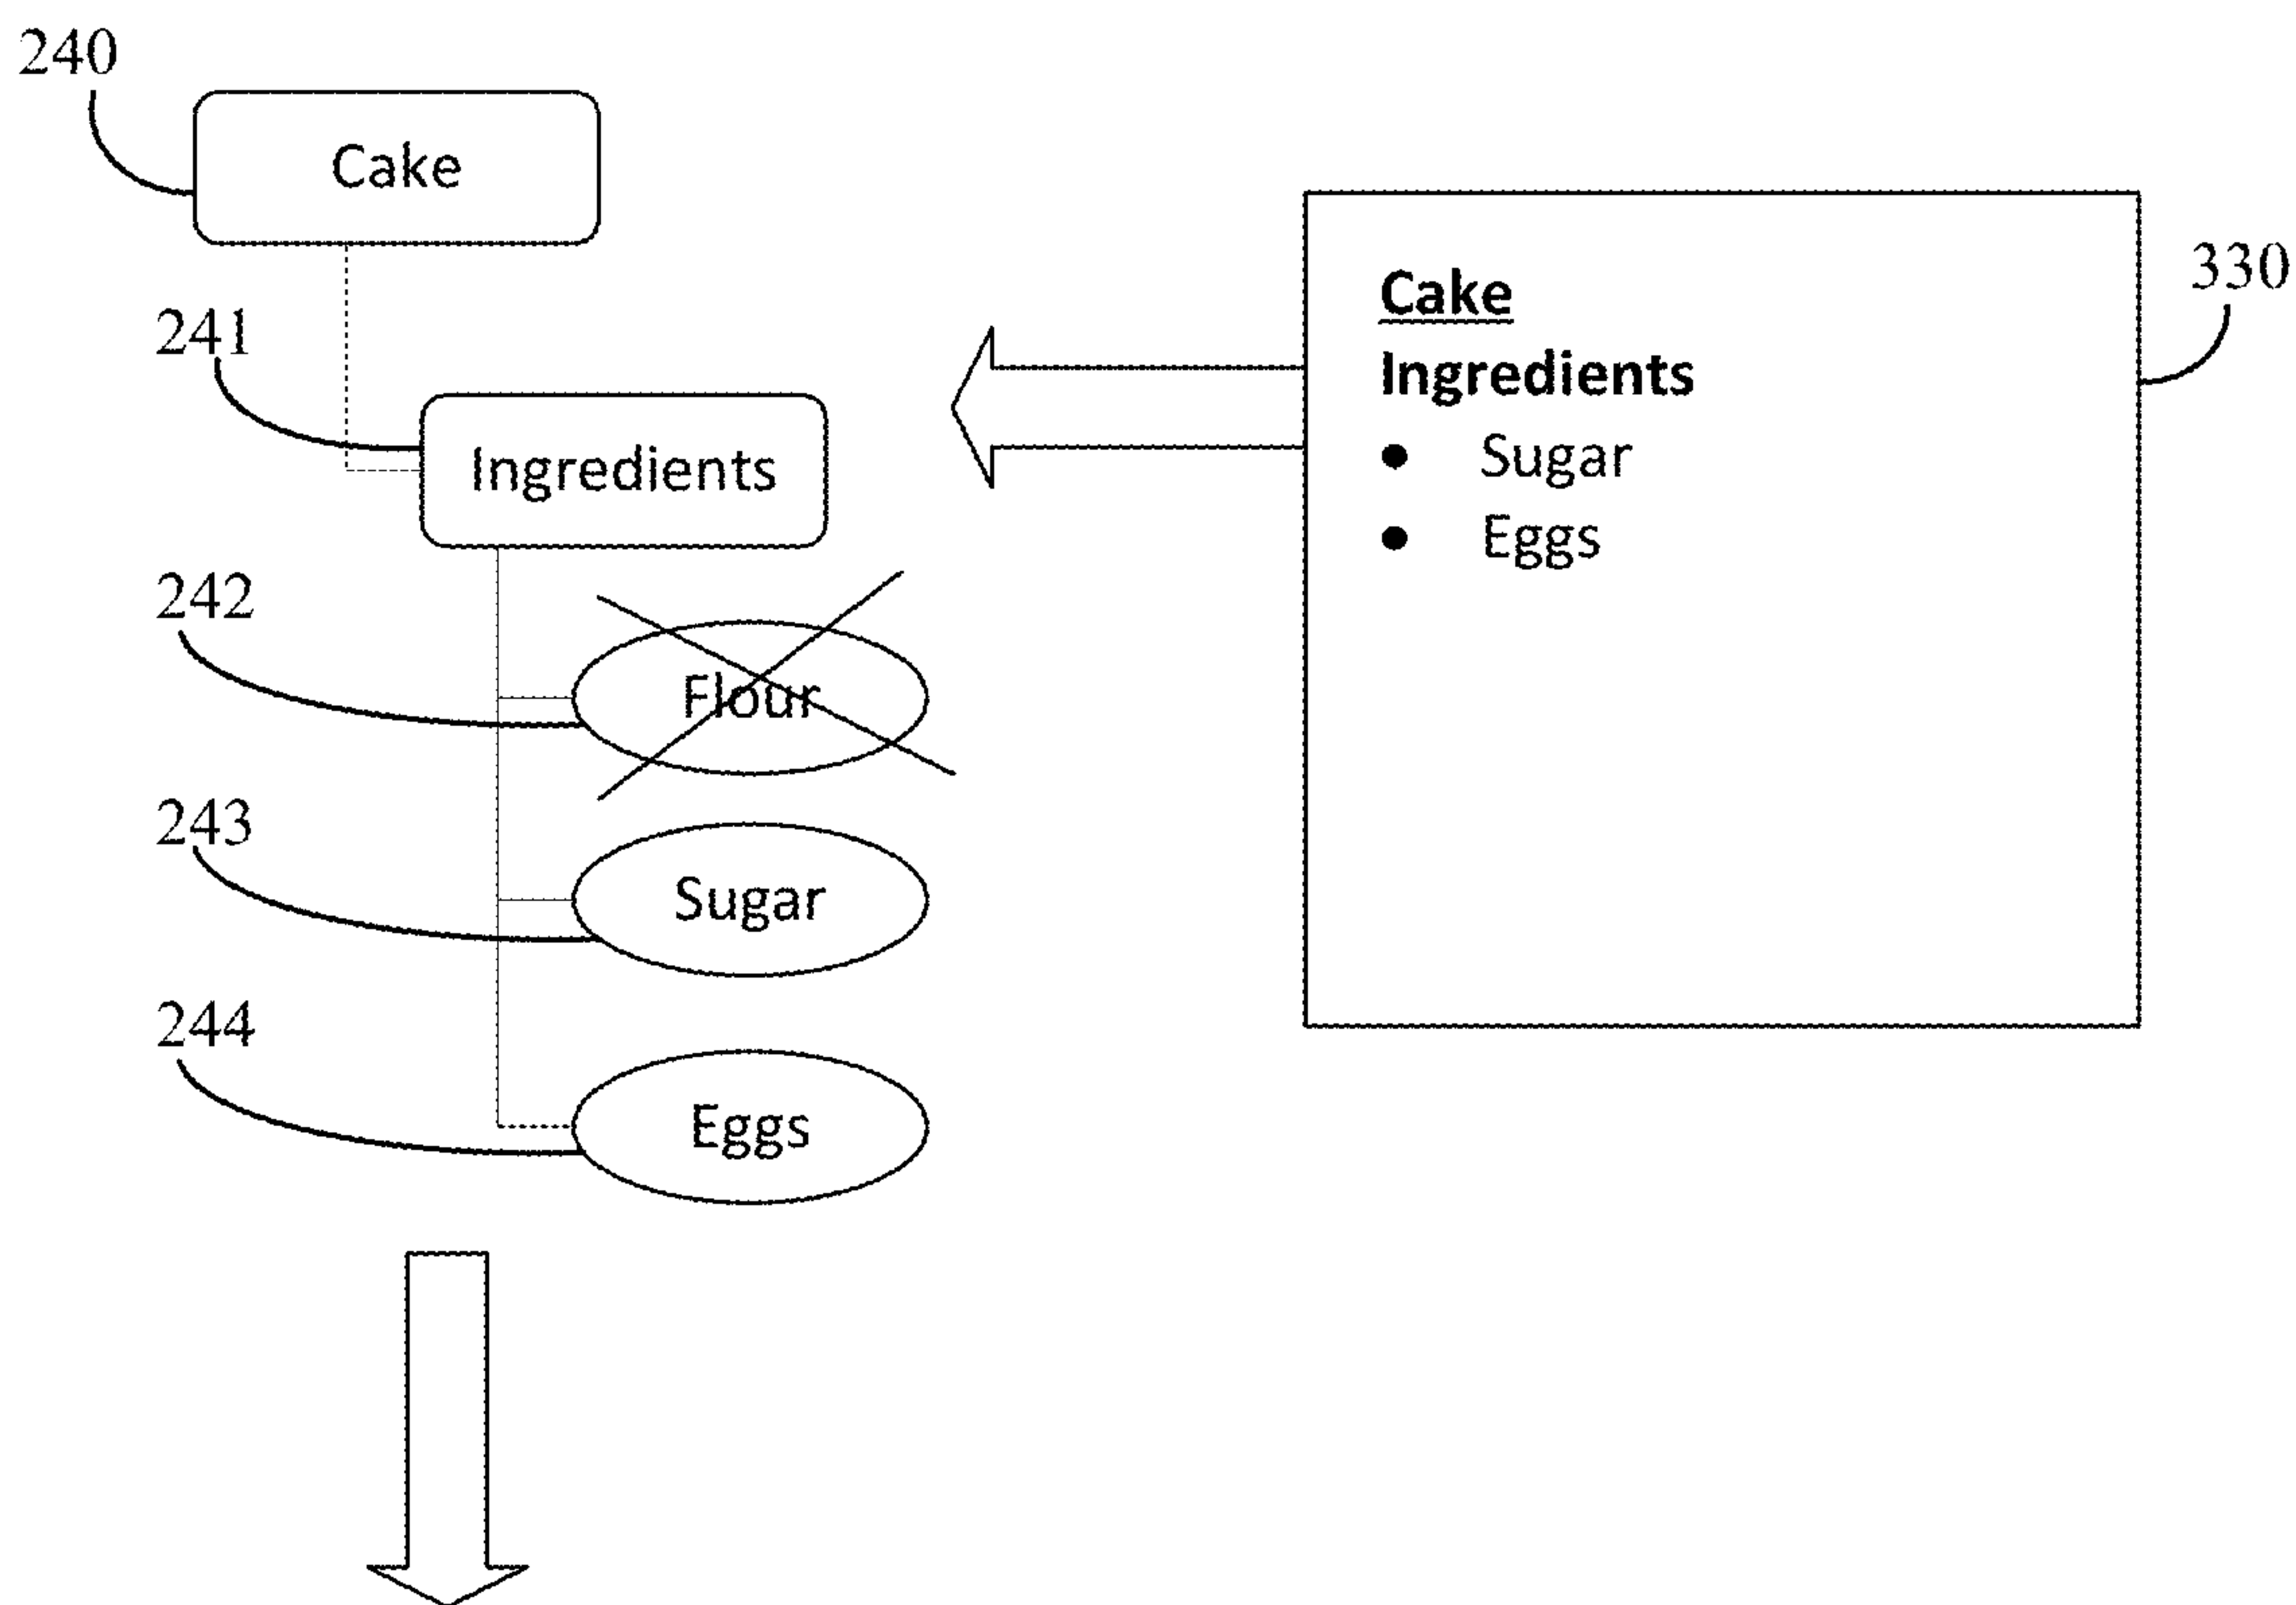 240
Cake
241
Ingredients
242
Flour
243
Sugar
244
Eggs
330
Cake
Ingredients
● Sugar
● Eggs